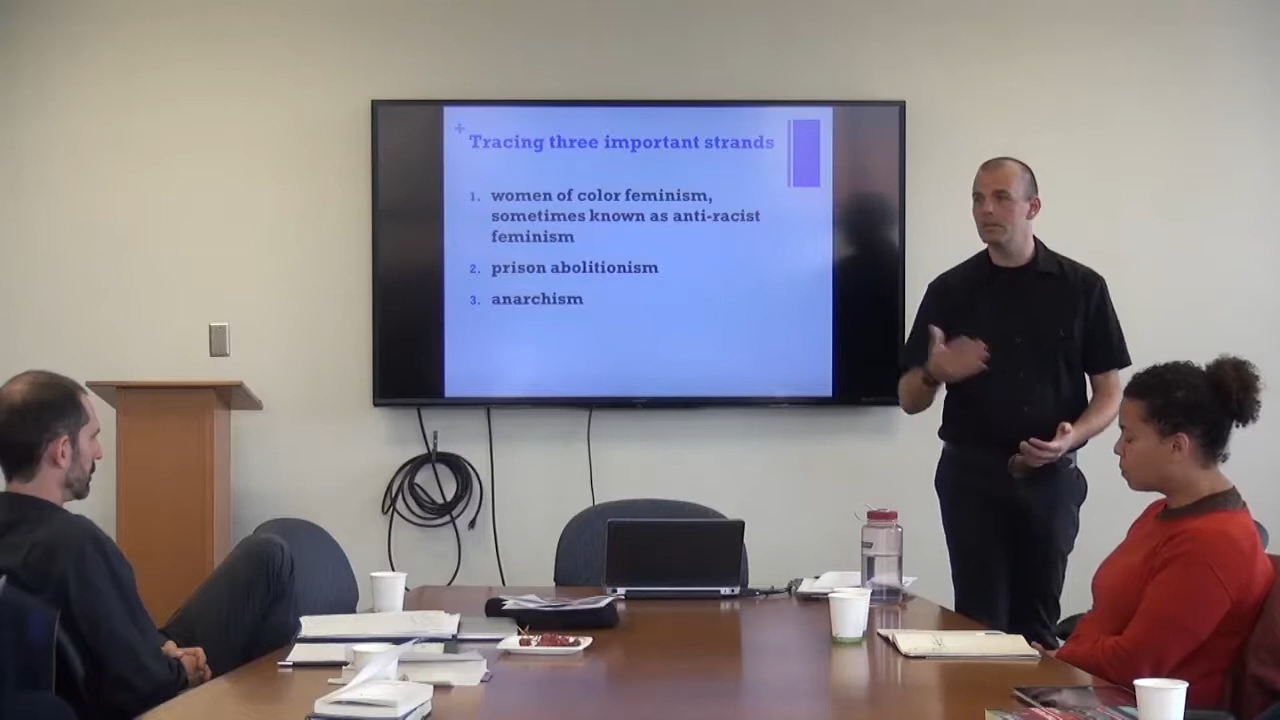 +
Tracing three important strands
1. women of color feminism,
sometimes known as anti-racist
feminism
2. prison abolitionism
3. anarchism